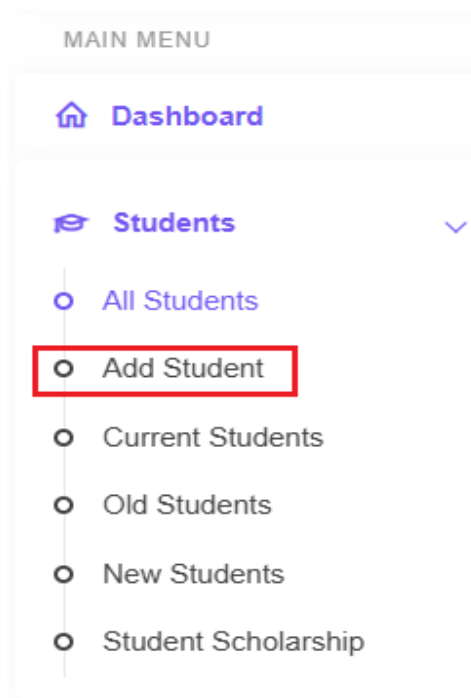 MAIN MENU
Dashboard
Students
All Students
Add Student
Current Students
Old Students
New Students
Student Scholarship